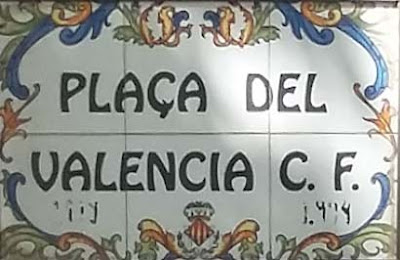 PLAÇA DEL
VALENCIA C. F.